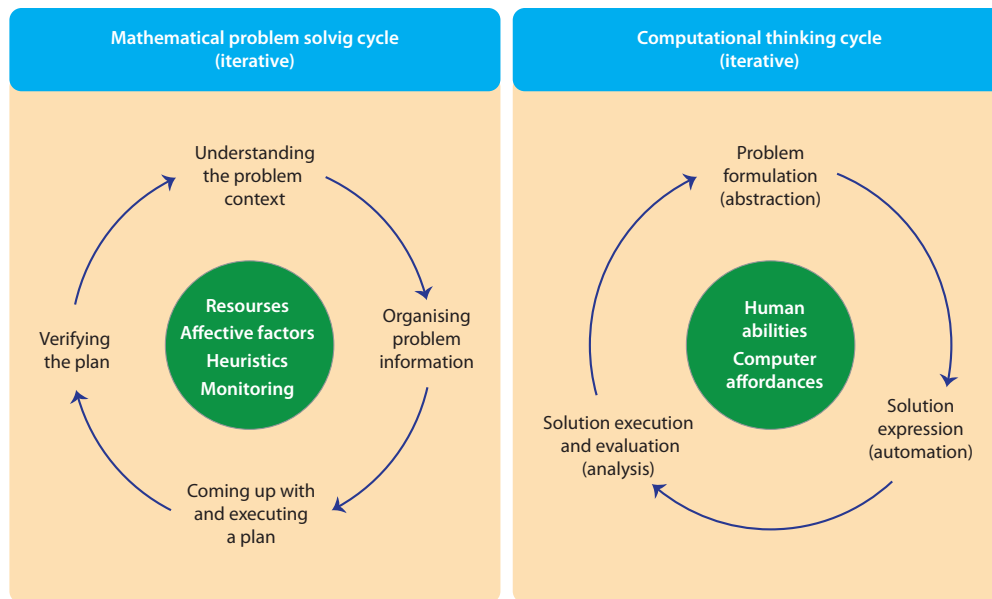 Mathematical problem solvig cycle
(iterative)
Understanding
the problem
context
Organising
problem
information
Coming up with
and executing
a plan
Verifying
the plan
Resourses
Affective factors
Heuristics
Monitoring
Computational thinking cycle
(iterative)
Problem
formulation
(abstraction)
Solution
expression
(automation)
Solution execution
and evaluation
(analysis)
Human
abilities
Computer
affordances